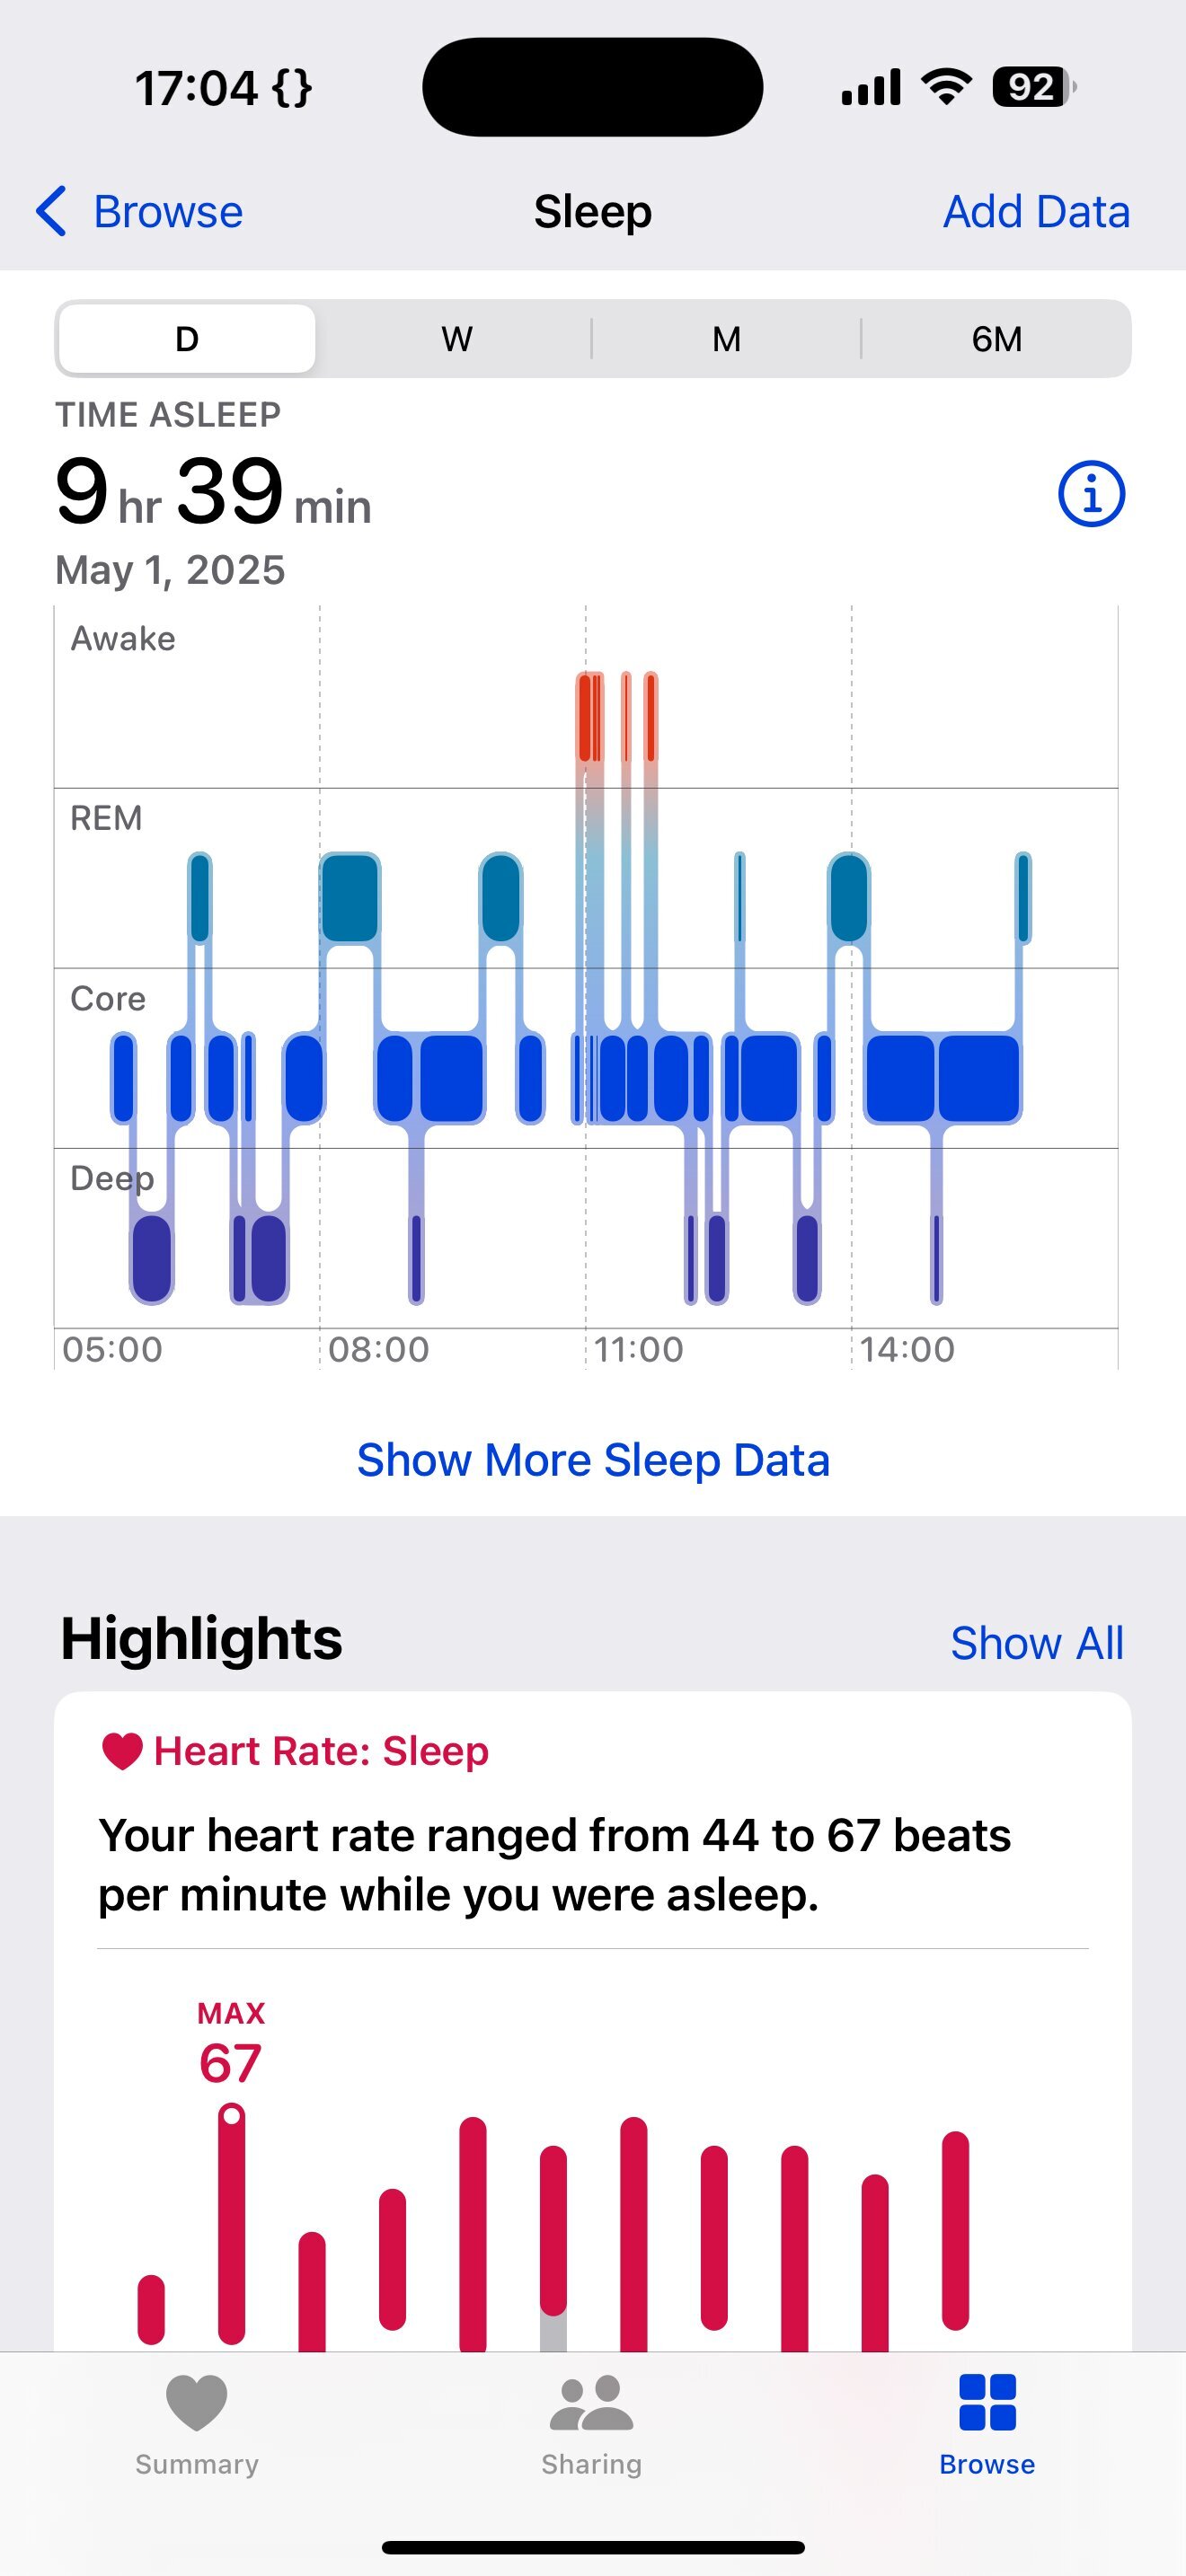 17:04 {}
92
Browse
Sleep
Add Data
D
W
M
6M
TIME ASLEEP
9 hr 39 min
May 1, 2025
Awake
REM
Core
Deep
05:00
08:00
11:00
14:00
Show More Sleep Data
Highlights
Show All
Heart Rate: Sleep
Your heart rate ranged from 44 to 67 beats
per minute while you were asleep.
MAX
67
Summary
Sharing
Browse